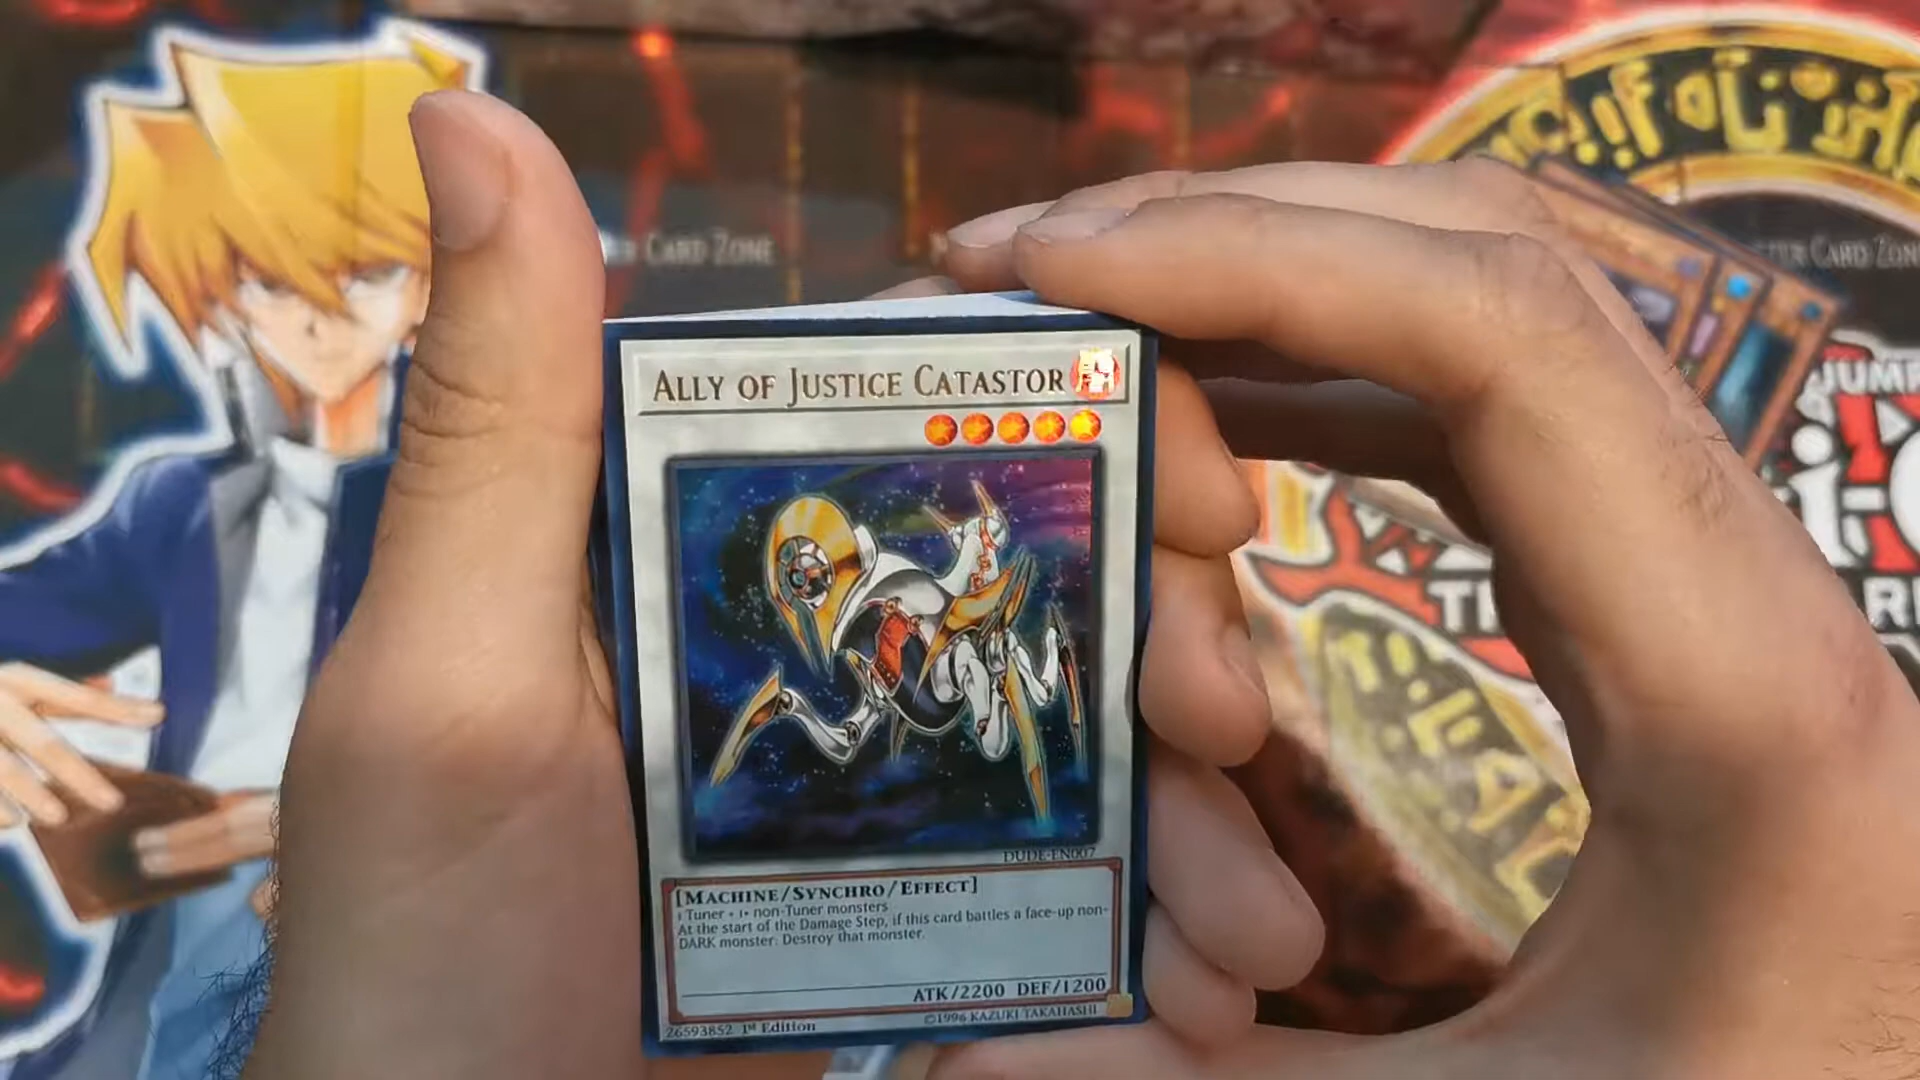 CARD ZONE
CARD ZON
ALLY OF JUSTICE CATASTOR
JUMP
DUDE-EN007
[MACHINE/SYNCHRO/EFFECT]
1 Tuner + 1+ non-Tuner monsters
At the start of the Damage Step, if this card battles a face-up non-
DARK monster: Destroy that monster.
ATK/2200 DEF/1200
26593852 1st Edition
©1996 KAZUKI TAKAHASHI